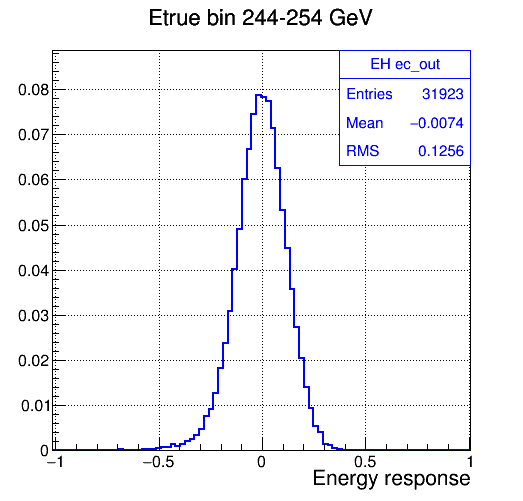 Etrue bin 244-254 GeV
EH ec_out
Entries 31923
Mean −0.0074
RMS 0.1256
0.08
0.07
0.06
0.05
0.04
0.03
0.02
0.01
0
−1 −0.5 0 0.5 1
Energy response